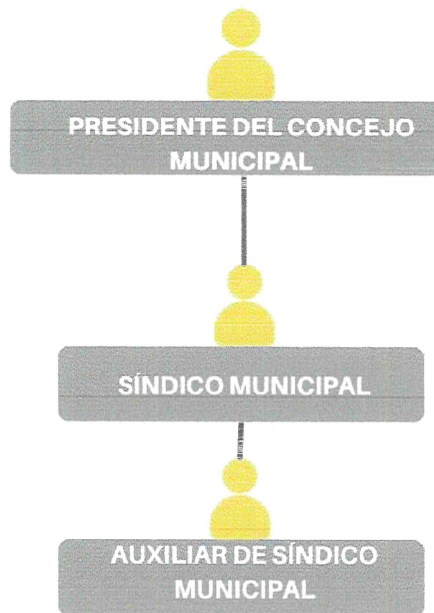 PRESIDENTE DEL CONCEJO
MUNICIPAL
SÍNDICO MUNICIPAL
AUXILIAR DE SÍNDICO
MUNICIPAL